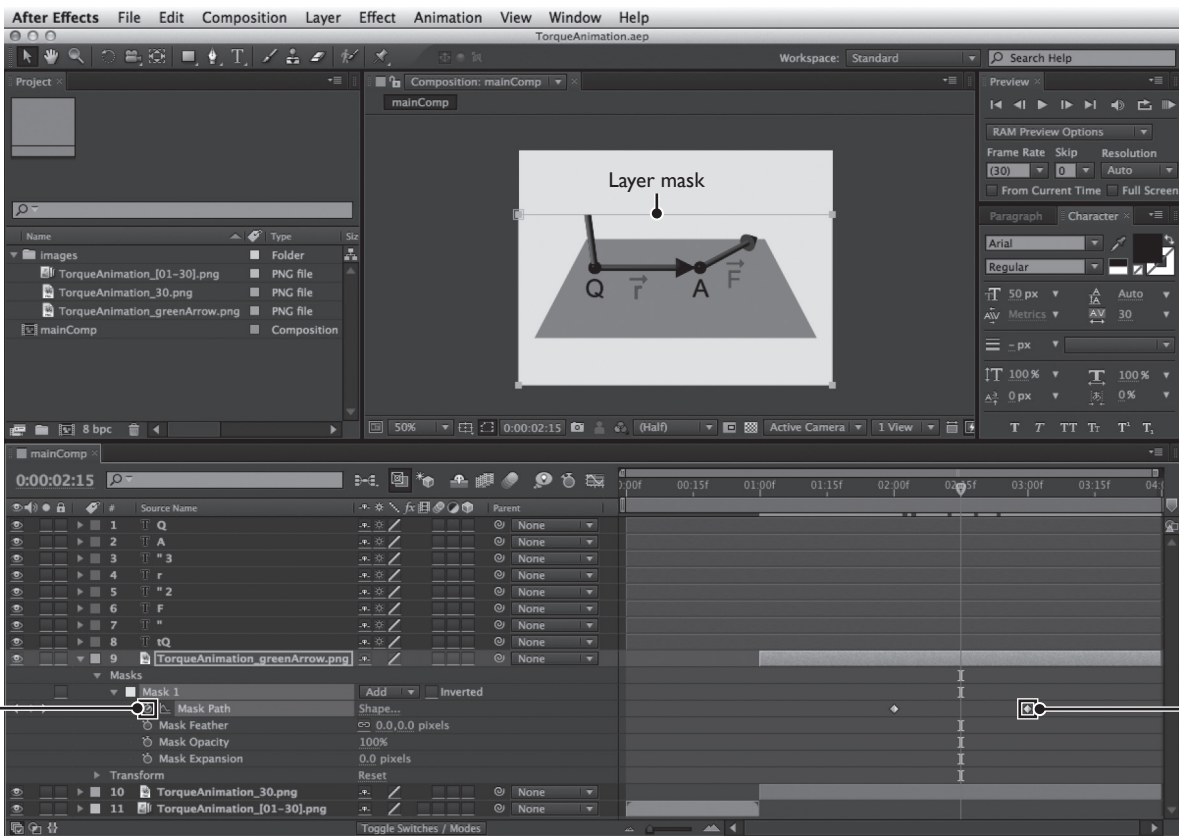 After Effects File Edit Composition Layer Effect Animation View Window Help
TorqueAnimation.aep
Workspace: Standard
Search Help
Project
Composition: mainComp
mainComp
Preview
RAM Preview Options
Frame Rate Skip Resolution
(30) 0 Auto
From Current Time Full Screen
Layer mask
Q r A F
Paragraph Character
Arial
Regular
50 px Auto
Metrics 30
- px
100% 100%
0 px 0%
T T TT Tr T¹ T₁
Name Type Siz
images Folder
TorqueAnimation_[01-30].png PNG file
TorqueAnimation_30.png PNG file
TorqueAnimation_greenArrow.png PNG file
mainComp Composition
8 bpc
50% 0:00:02:15 (Half) Active Camera 1 View
mainComp
0:00:02:15
):00f 00:15f 01:00f 01:15f 02:00f 02:15f 03:00f 03:15f 04:
# Source Name Parent
1 T Q None
2 T A None
3 T " 3 None
4 T r None
5 T " 2 None
6 T F None
7 T " None
8 T tQ None
9 TorqueAnimation_greenArrow.png None
Masks
Mask 1 Add Inverted
Mask Path Shape...
Mask Feather 0.0,0.0 pixels
Mask Opacity 100%
Mask Expansion 0.0 pixels
Transform Reset
10 TorqueAnimation_30.png None
11 TorqueAnimation_[01-30].png None
Toggle Switches / Modes